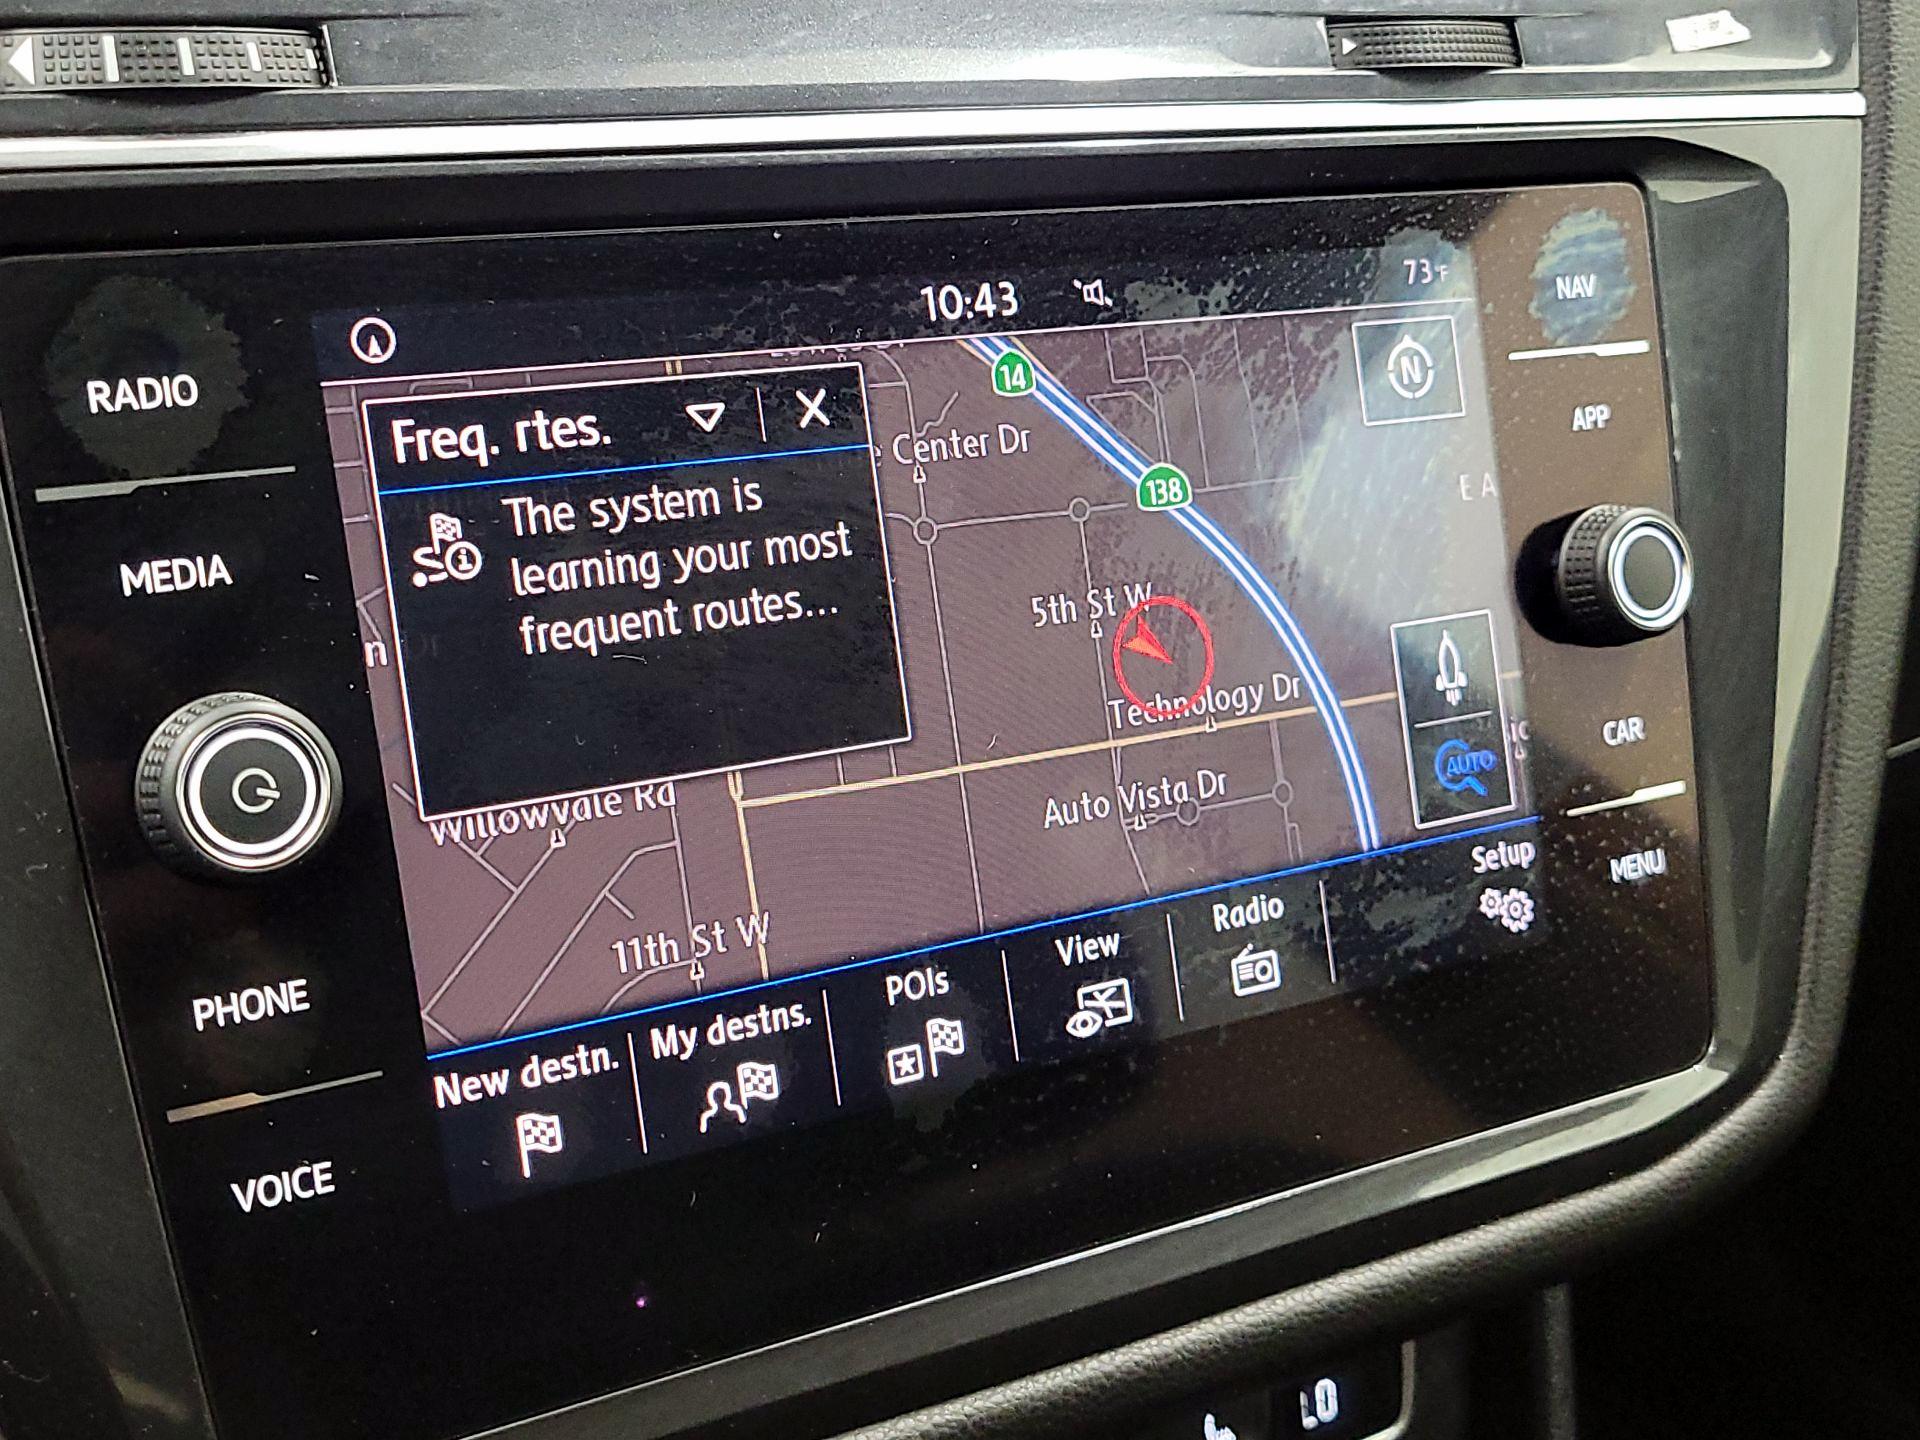 10:43
73°F
NAV
RADIO
14
N
APP
Freq. rtes.
Center Dr
138
E A
The system is
learning your most
frequent routes...
MEDIA
5th St W
n
Technology Dr
CAR
AUTO
Auto Vista Dr
Willowvale Rd
Setup
MENU
11th St W
Radio
View
POIs
My destns.
New destn.
PHONE
VOICE
LO